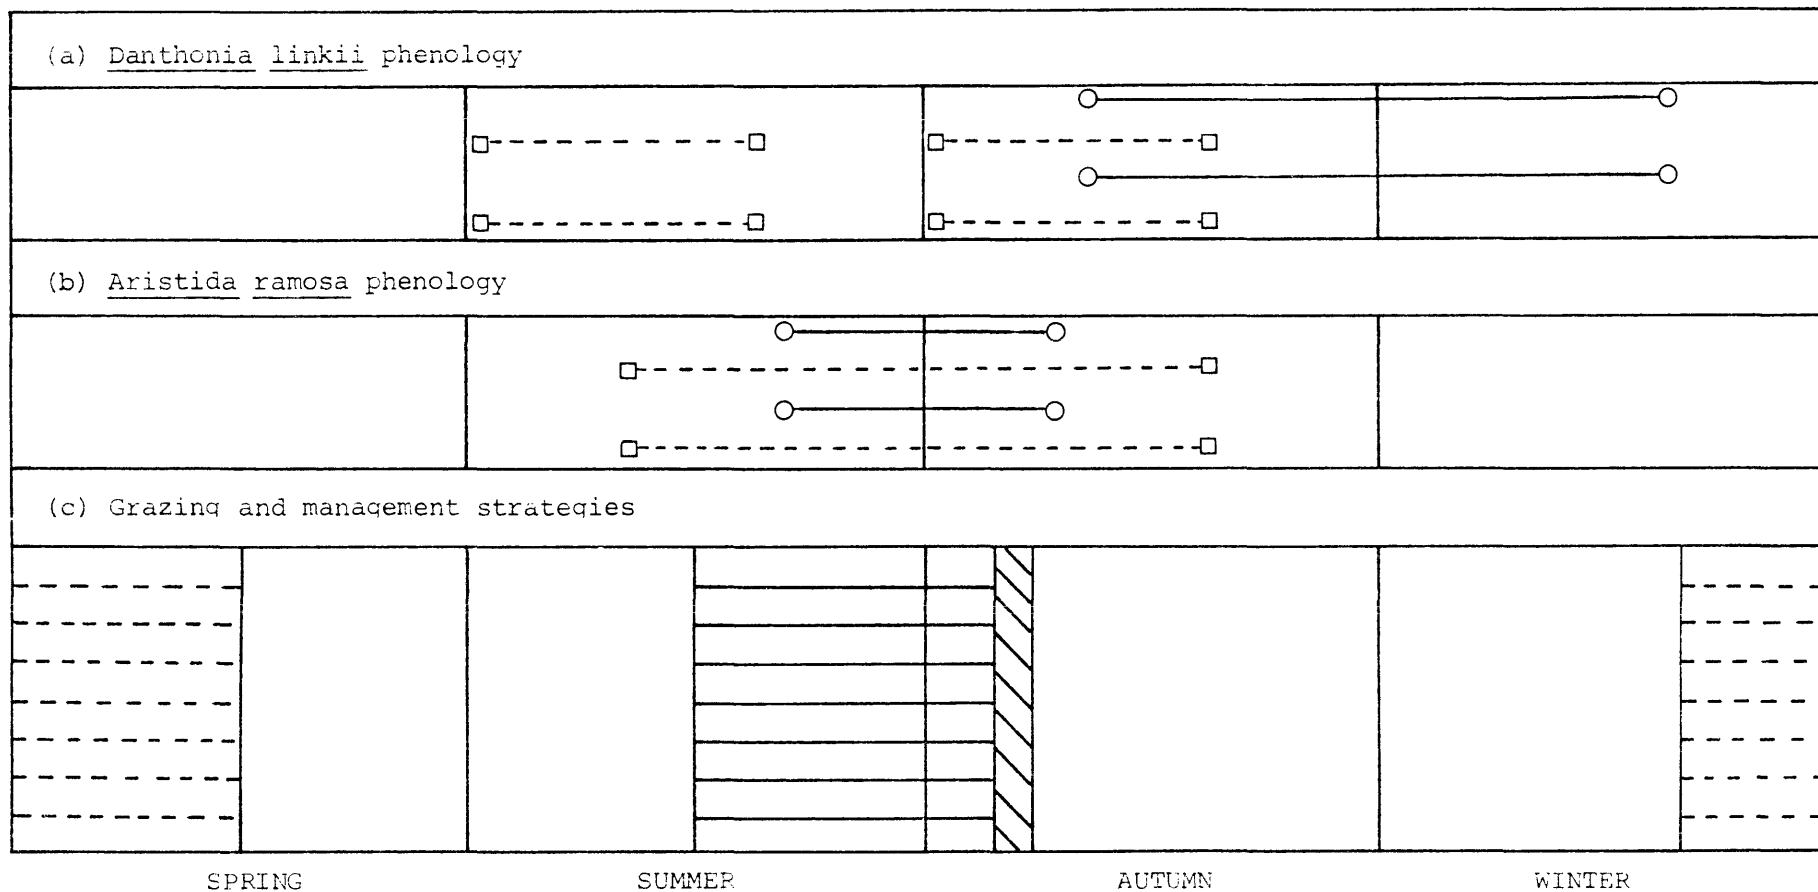 (a) Danthonia linkii phenology
(b) Aristida ramosa phenology
(c) Grazing and management strategies
SPRING SUMMER AUTUMN WINTER